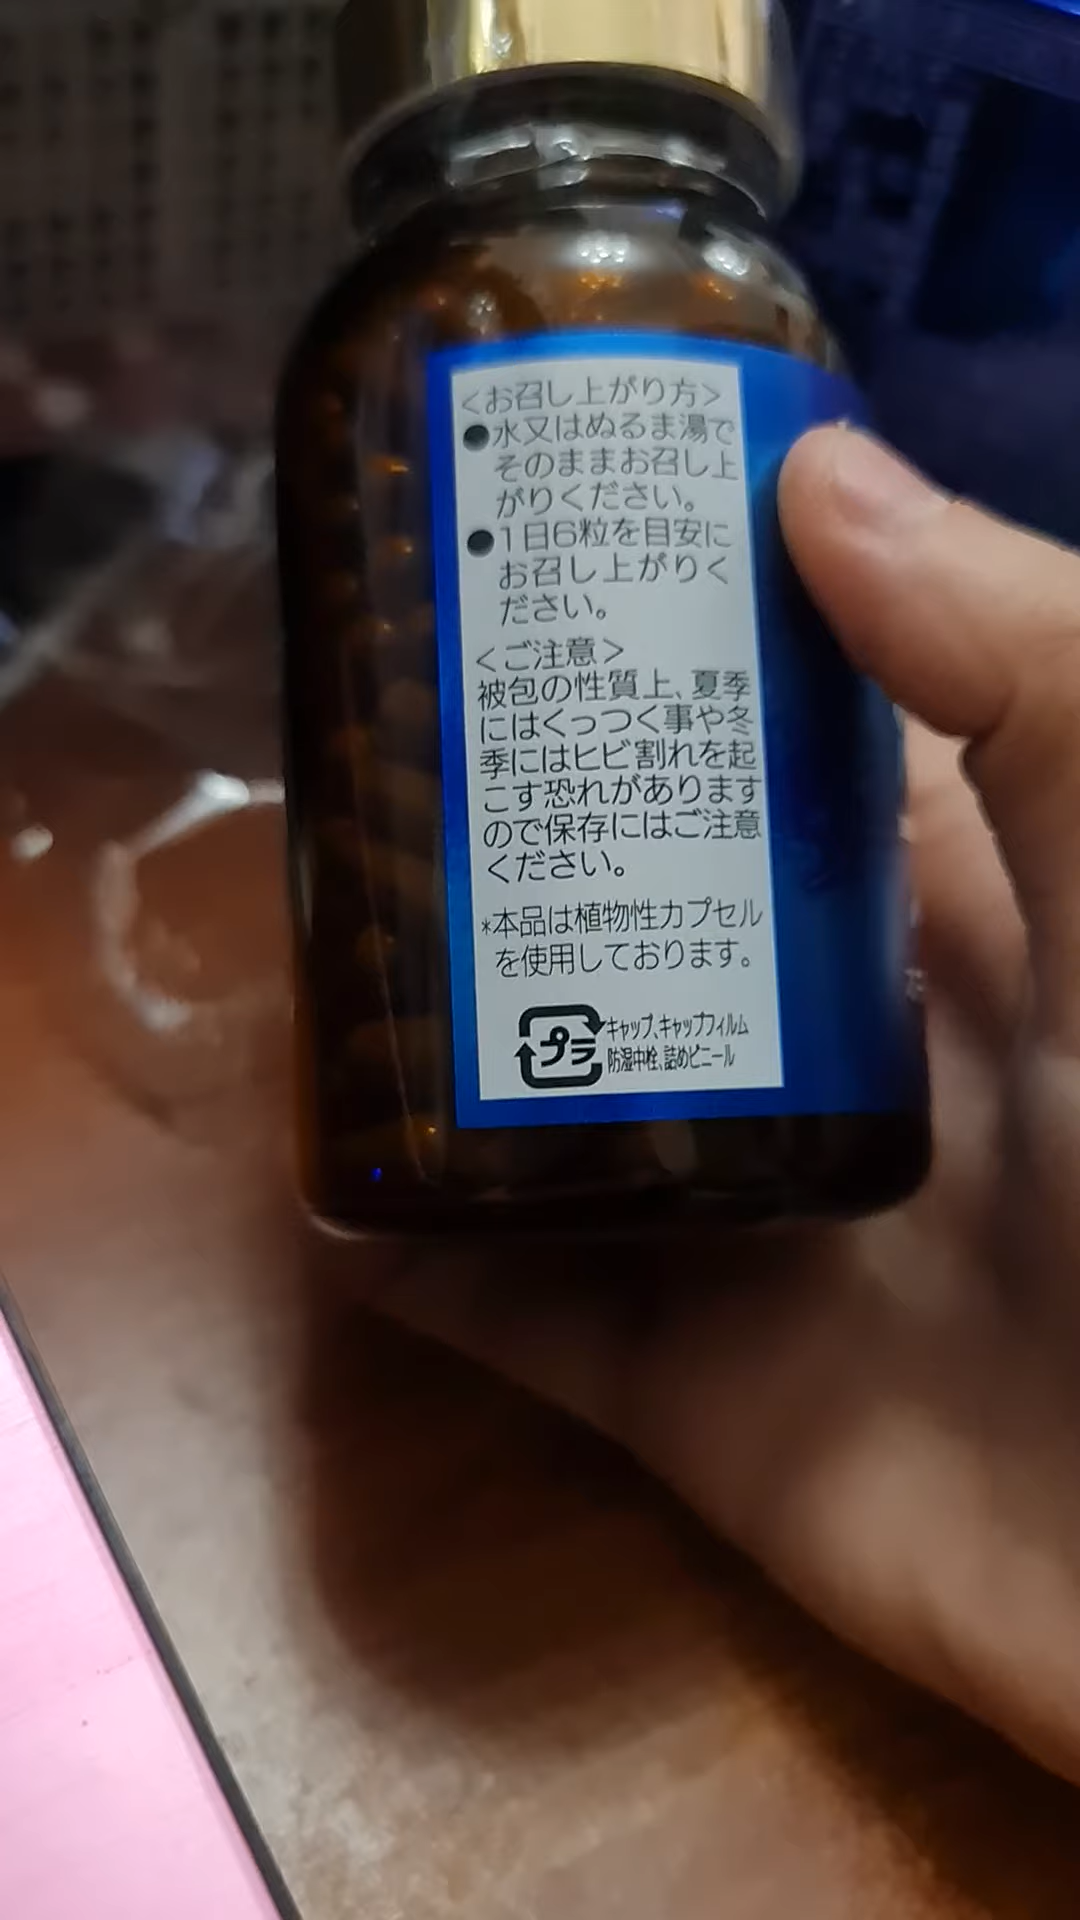 <お召し上がり方>
●水又はぬるま湯で
そのままお召し上
がりください。
●1日6粒を目安に
お召し上がりく
ださい。
<ご注意>
被包の性質上、夏季
にはくっつく事や冬
季にはヒビ割れを起
こす恐れがあります
ので保存にはご注意
ください。
*本品は植物性カプセル
を使用しております。
プラ
キャップ、キャップフィルム
防湿中栓、詰めビニール